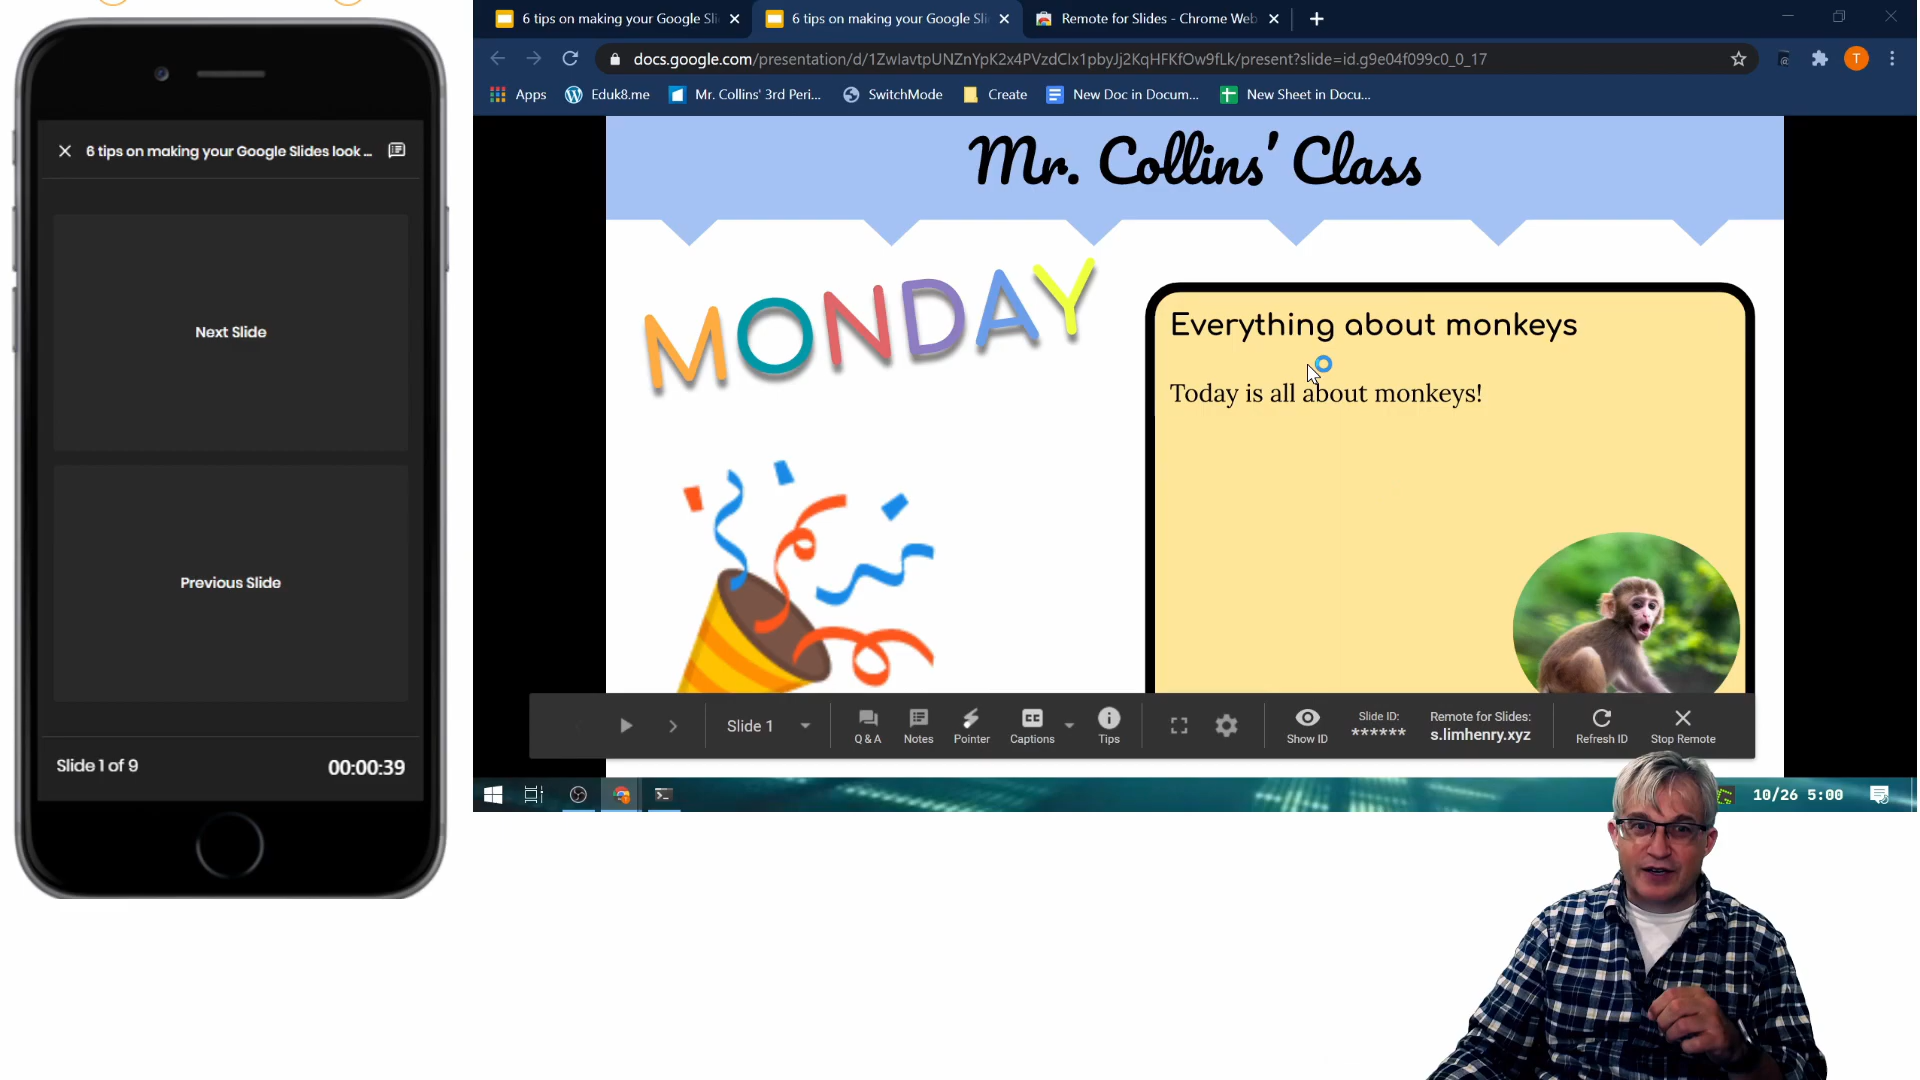 6 tips on making your Google Slides look ...
Next Slide
Previous Slide
Slide 1 of 9
00:00:39
6 tips on making your Google Sli
6 tips on making your Google Sli
Remote for Slides - Chrome Web
docs.google.com/presentation/d/1ZwIavtpUNZnYpK2x4PVzdCIx1pbyJj2KqHFKfOw9fLk/present?slide=id.g9e04f099c0_0_17
T
Apps
Eduk8.me
Mr. Collins' 3rd Peri...
SwitchMode
Create
New Doc in Docum...
New Sheet in Docu...
Mr. Collins' Class
MONDAY
Everything about monkeys
Today is all about monkeys!
Slide 1
Q & A
Notes
Pointer
CC
Captions
Tips
Show ID
Slide ID:
******
Remote for Slides:
s.limhenry.xyz
Refresh ID
Stop Remote
10/26 5:00